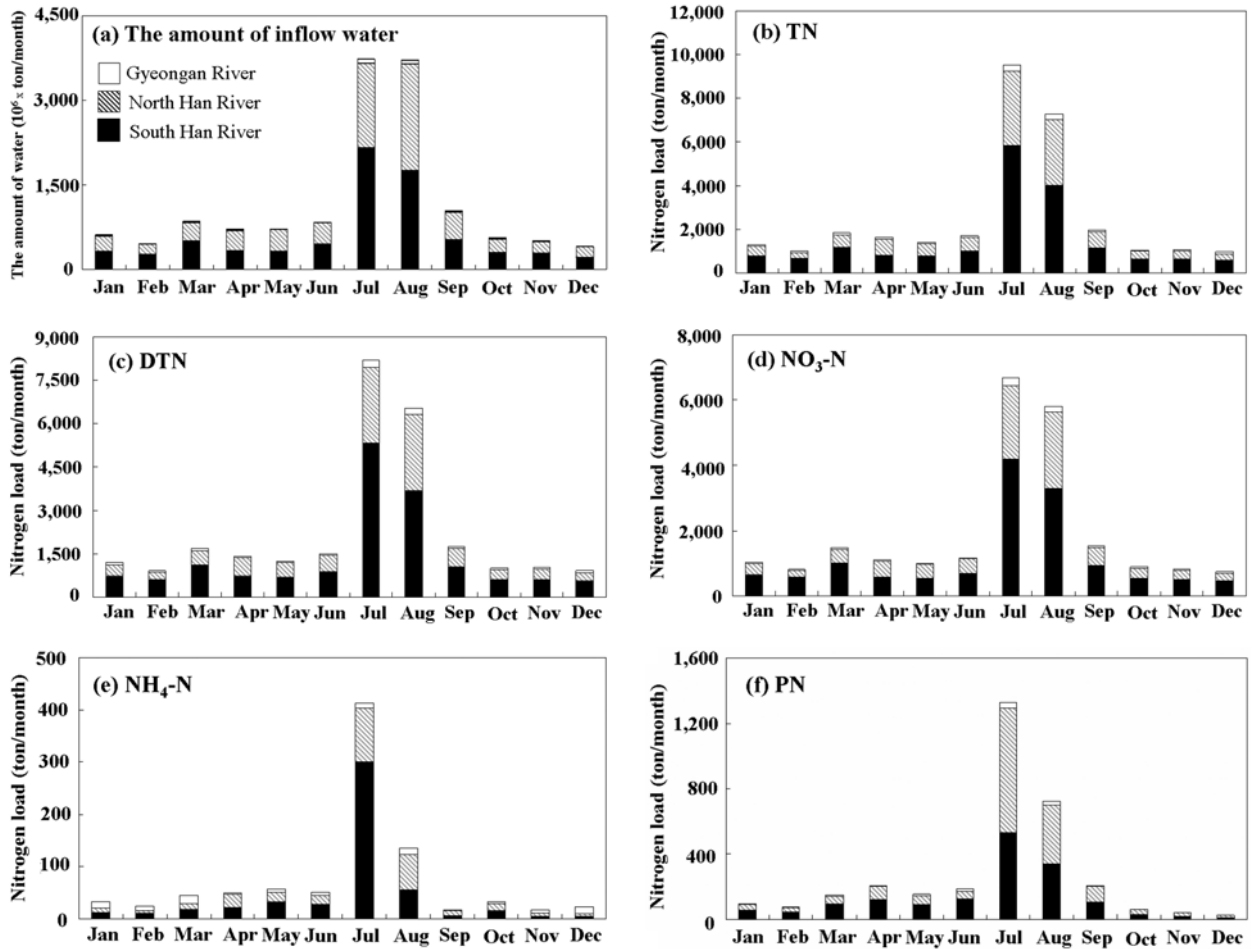 (a) The amount of inflow water
Gyeongan River
North Han River
South Han River
The amount of water (10⁶ x ton/month)
4,500
3,000
1,500
0
Jan Feb Mar Apr May Jun Jul Aug Sep Oct Nov Dec
(b) TN
Nitrogen load (ton/month)
12,000
10,000
8,000
6,000
4,000
2,000
0
Jan Feb Mar Apr May Jun Jul Aug Sep Oct Nov Dec
(c) DTN
Nitrogen load (ton/month)
9,000
7,500
6,000
4,500
3,000
1,500
0
Jan Feb Mar Apr May Jun Jul Aug Sep Oct Nov Dec
(d) NO₃-N
Nitrogen load (ton/month)
8,000
6,000
4,000
2,000
0
Jan Feb Mar Apr May Jun Jul Aug Sep Oct Nov Dec
(e) NH₄-N
Nitrogen load (ton/month)
500
400
300
200
100
0
Jan Feb Mar Apr May Jun Jul Aug Sep Oct Nov Dec
(f) PN
Nitrogen load (ton/month)
1,600
1,200
800
400
0
Jan Feb Mar Apr May Jun Jul Aug Sep Oct Nov Dec